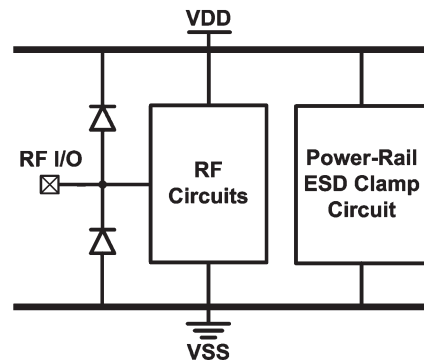 VDD
RF I/O
RF
Circuits
Power-Rail
ESD Clamp
Circuit
VSS